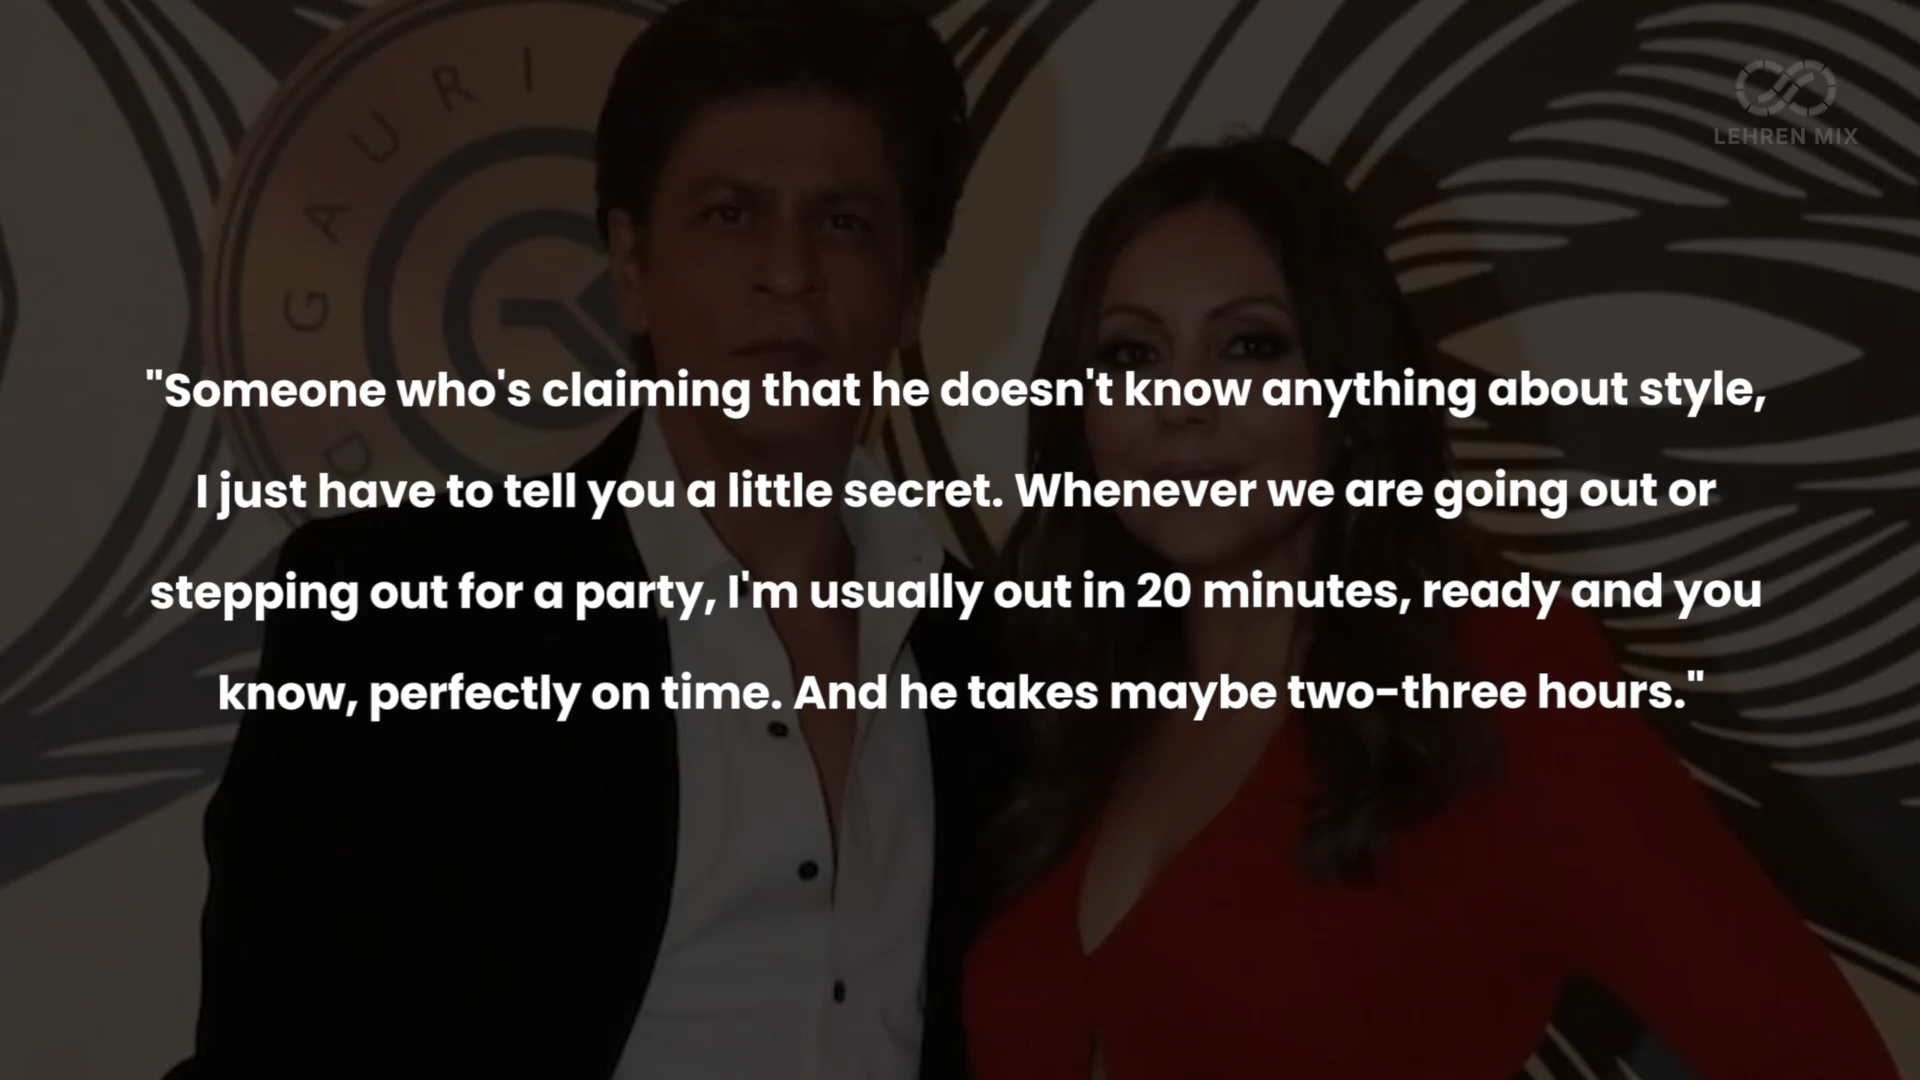 GAURI
D
LEHREN MIX
"Someone who's claiming that he doesn't know anything about style,
I just have to tell you a little secret. Whenever we are going out or
stepping out for a party, I'm usually out in 20 minutes, ready and you
know, perfectly on time. And he takes maybe two-three hours."